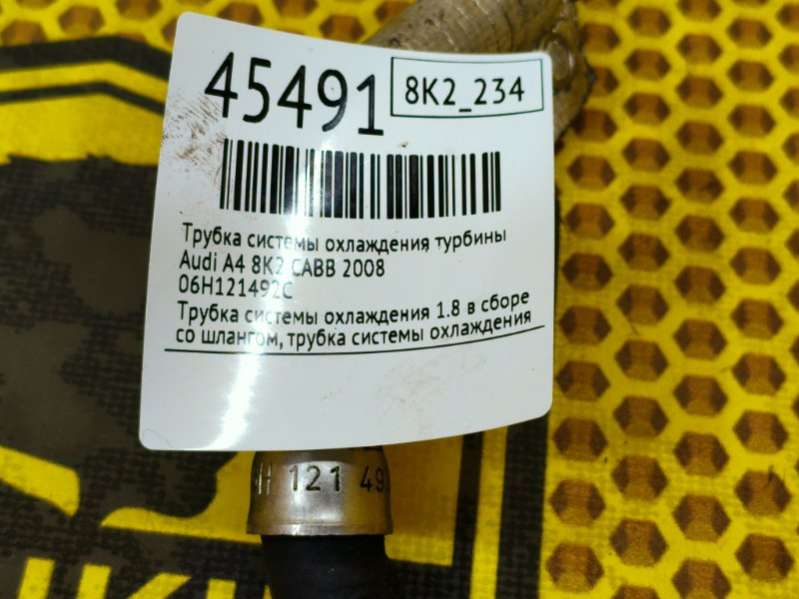 45491
8K2_234
Трубка системы охлаждения турбины
Audi A4 8K2 CABB 2008
06H121492C
Трубка системы охлаждения 1.8 в сборе
со шлангом, трубка системы охлаждения
H 121 49